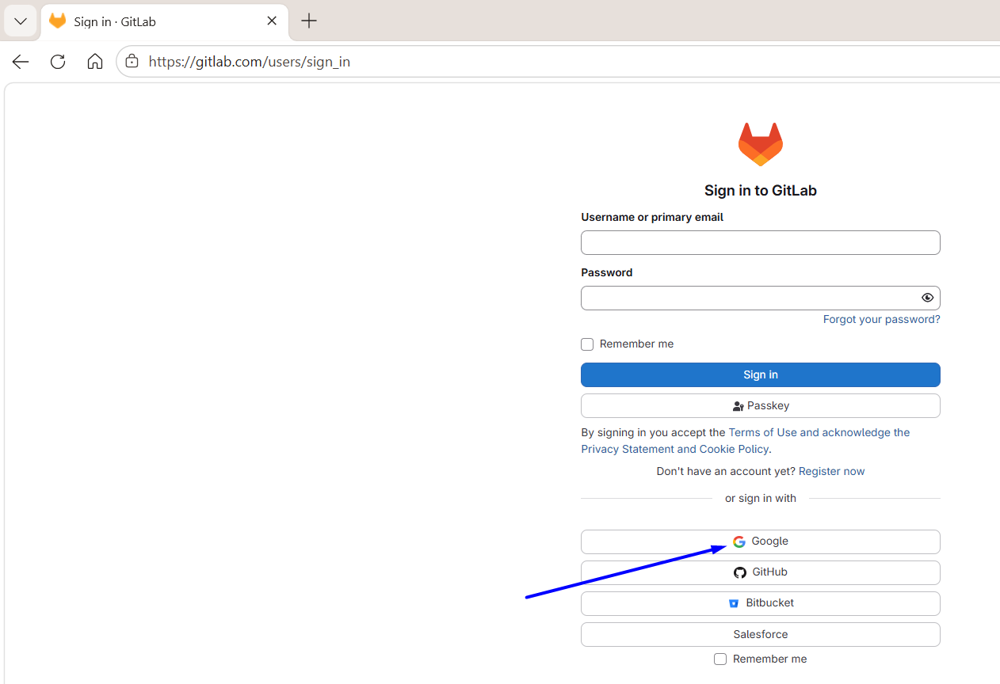 Sign in · GitLab
https://gitlab.com/users/sign_in
Sign in to GitLab
Username or primary email
Password
Forgot your password?
Remember me
Sign in
Passkey
By signing in you accept the Terms of Use and acknowledge the
Privacy Statement and Cookie Policy.
Don't have an account yet? Register now
or sign in with
Google
GitHub
Bitbucket
Salesforce
Remember me